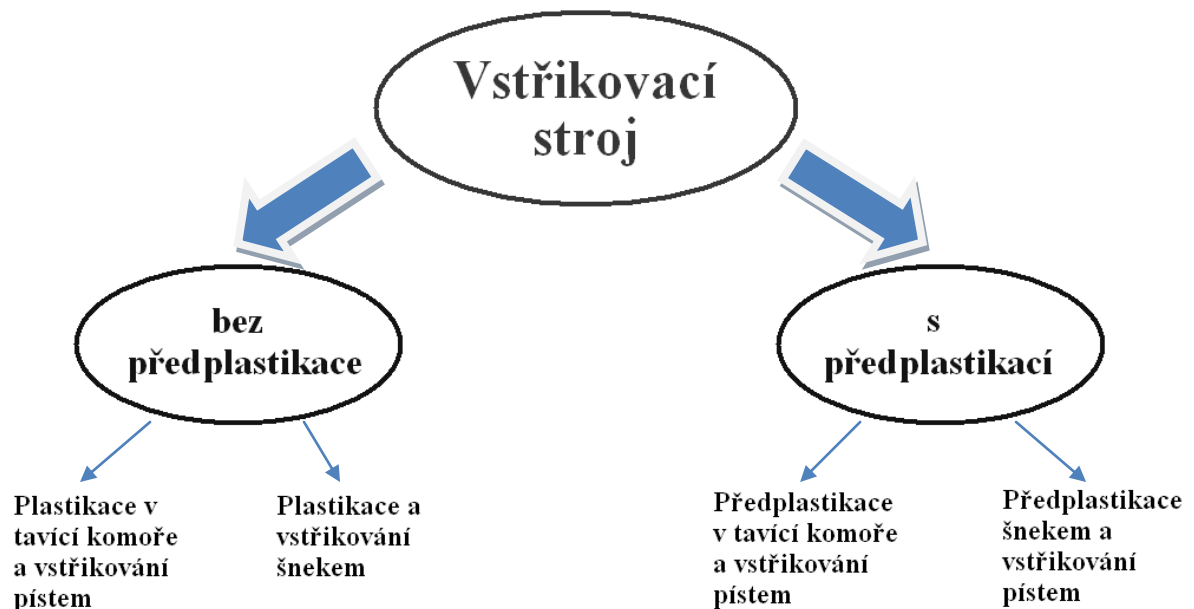 Vstřikovací
stroj
bez
předplastikace
s
předplastikací
Plastikace v
tavící komoře
a vstřikování
pístem
Plastikace a
vstřikování
šnekem
Předplastikace
v tavící komoře
a vstřikování
pístem
Předplastikace
šnekem a
vstřikování
pístem